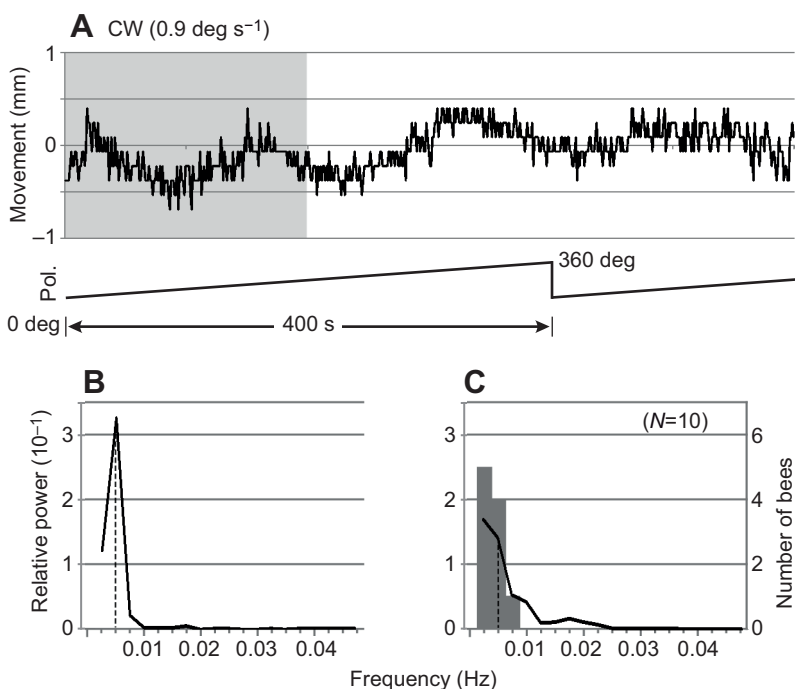 A CW (0.9 deg s⁻¹)
Movement (mm)
1
0
−1
Pol.
360 deg
0 deg
400 s
B
Relative power (10⁻¹)
3
2
1
0
0.01 0.02 0.03 0.04
C
(N=10)
3
2
1
0
6
4
2
0
Number of bees
0.01 0.02 0.03 0.04
Frequency (Hz)